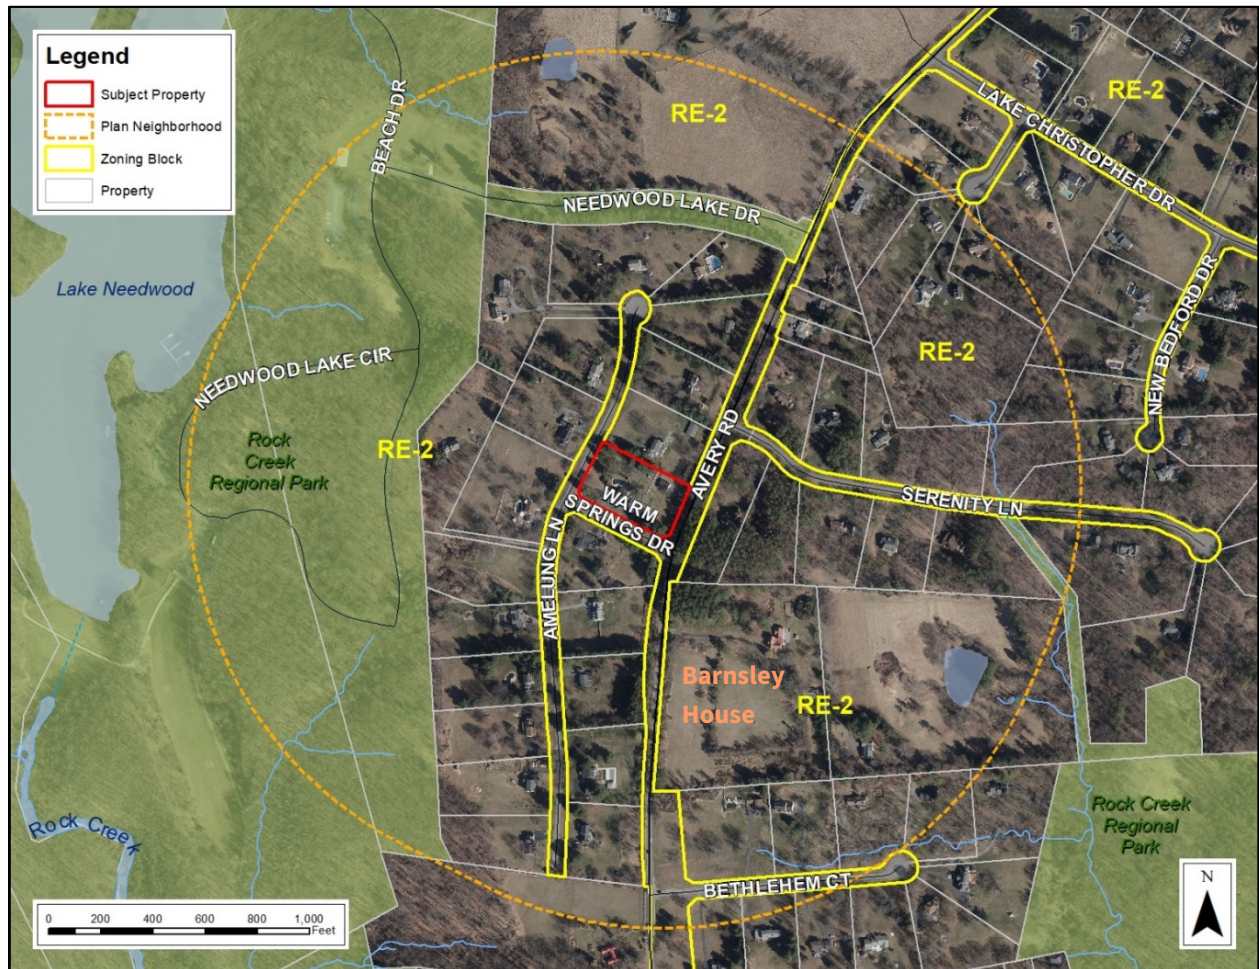 Legend
Subject Property
Plan Neighborhood
Zoning Block
Property
RE-2
RE-2
BEACH DR
LAKE CHRISTOPHER DR
NEEDWOOD LAKE DR
Lake Needwood
NEW BEDFORD DR
RE-2
NEEDWOOD LAKE CIR
AVERY RD
Rock
Creek
Regional Park
RE-2
WARM
SPRINGS DR
SERENITY LN
AMELUNG LN
Barnsley
House
RE-2
Rock Creek
Rock Creek
Regional
Park
BETHLEHEM CT
N
0 200 400 600 800 1,000
Feet